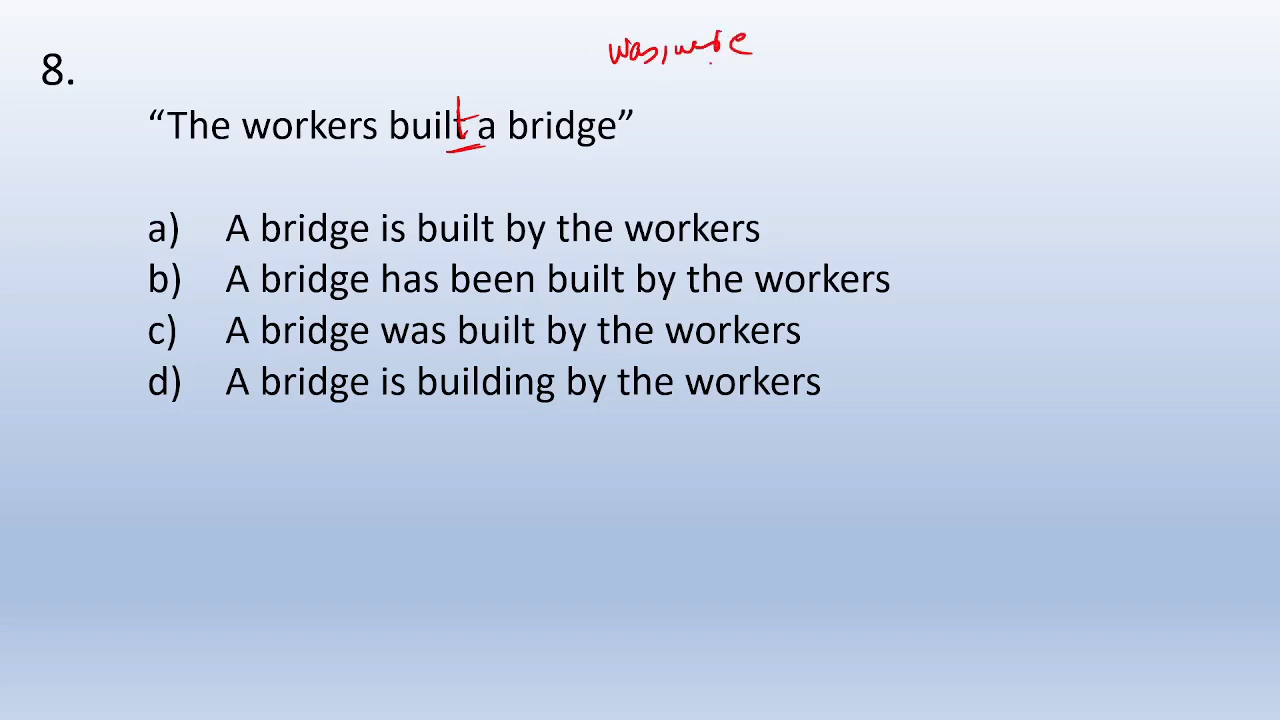 was, were
8.
“The workers built a bridge”
a) A bridge is built by the workers
b) A bridge has been built by the workers
c) A bridge was built by the workers
d) A bridge is building by the workers